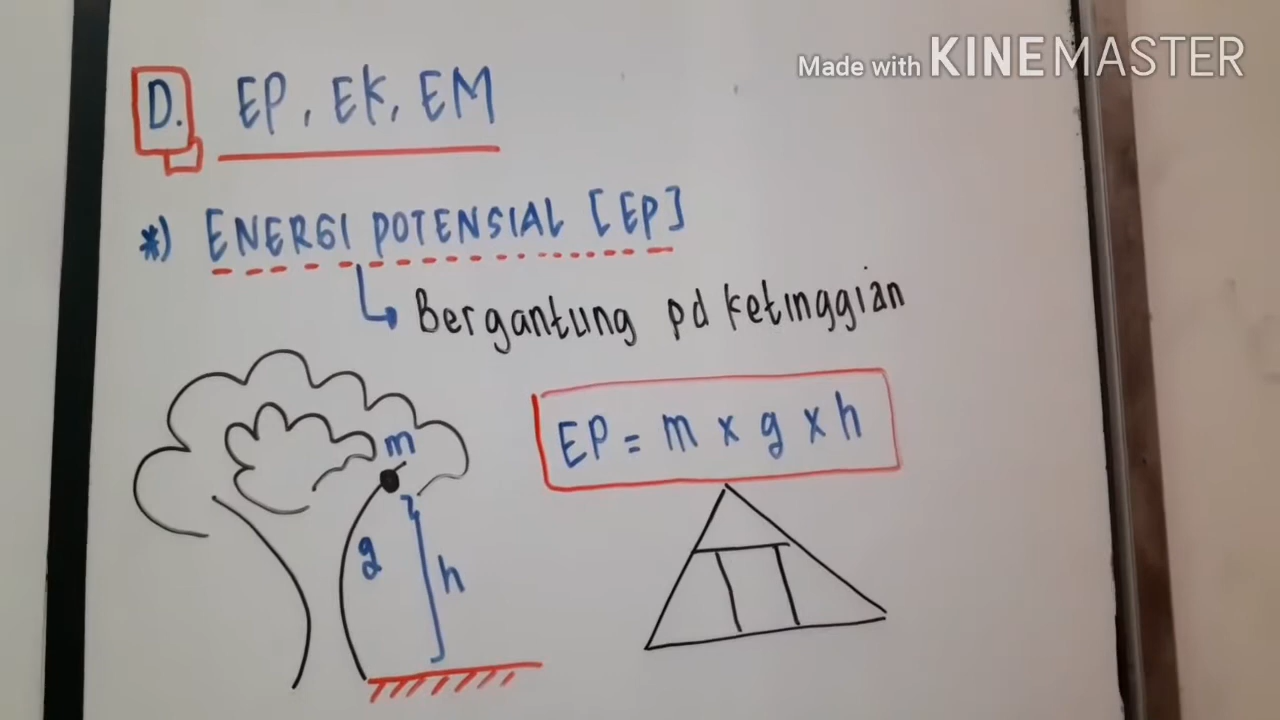 Made with KINEMASTER
D. EP, EK, EM
*) ENERGI POTENSIAL [EP]
Bergantung pd ketinggian
EP = m x g x h
m
g
h